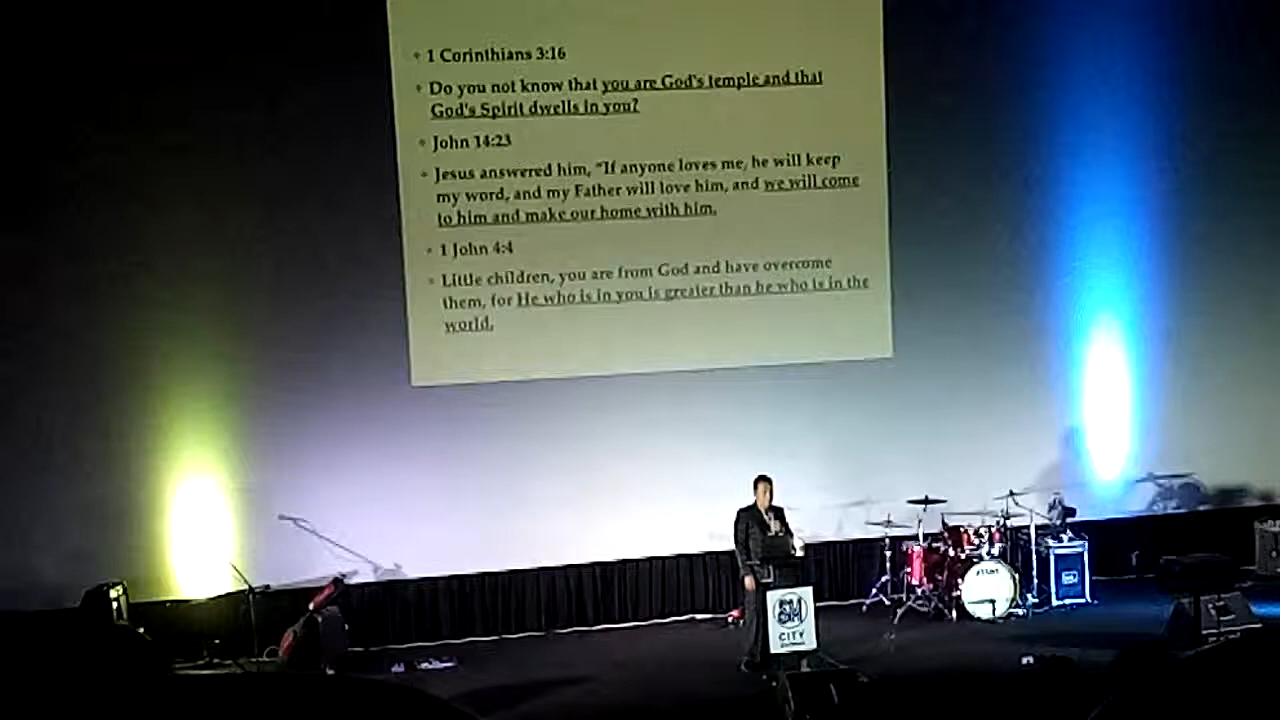 1 Corinthians 3:16
Do you not know that you are God's temple and that
God's Spirit dwells in you?
John 14:23
Jesus answered him, "If anyone loves me, he will keep
my word, and my Father will love him, and we will come
to him and make our home with him.
1 John 4:4
Little children, you are from God and have overcome
them, for He who is in you is greater than he who is in the
world.
SM
CITY